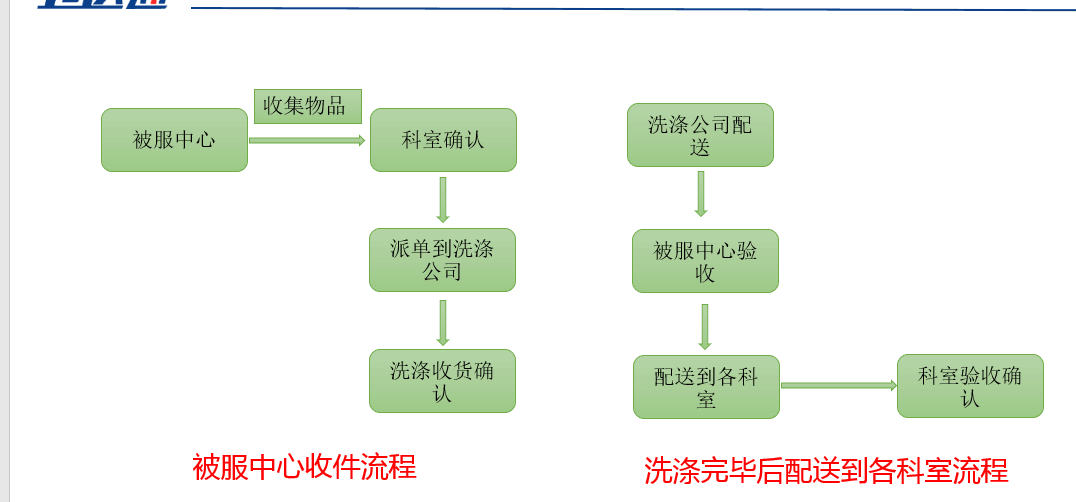 收集物品
被服中心
科室确认
派单到洗涤
公司
洗涤收货确
认
被服中心收件流程
洗涤公司配
送
被服中心验
收
配送到各科
室
科室验收确
认
洗涤完毕后配送到各科室流程